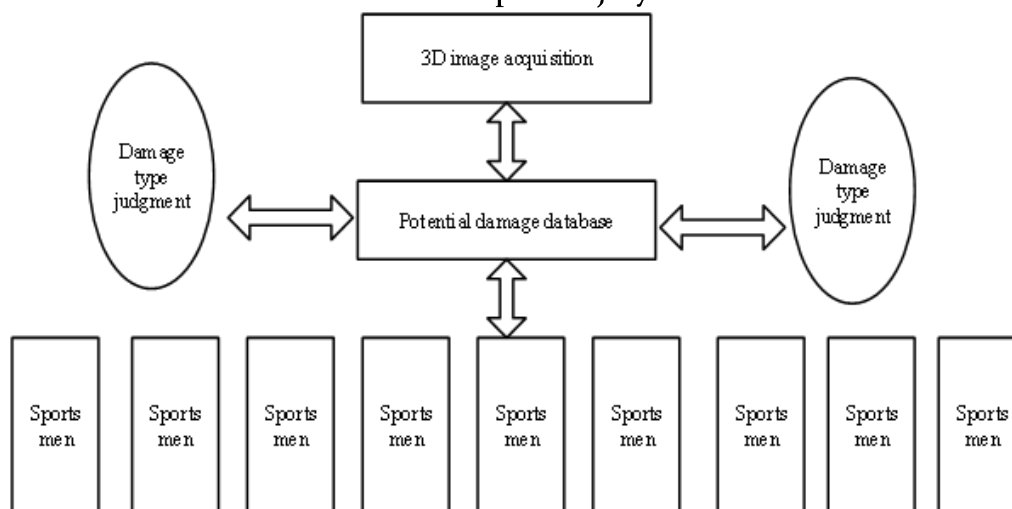 3D image acquisition
Damage
type
judgment
Potential damage database
Damage
type
judgment
Sports
men
Sports
men
Sports
men
Sports
men
Sports
men
Sports
men
Sports
men
Sports
men
Sports
men